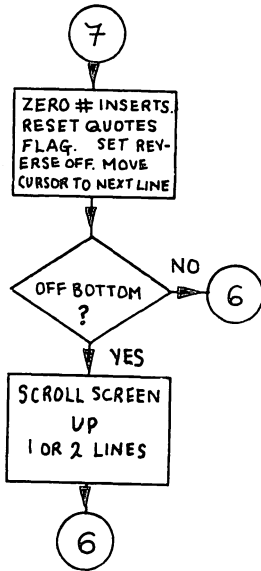 7
ZERO # INSERTS.
RESET QUOTES
FLAG. SET REV-
ERSE OFF. MOVE
CURSOR TO NEXT LINE
OFF BOTTOM
?
NO
6
YES
SCROLL SCREEN
UP
1 OR 2 LINES
6